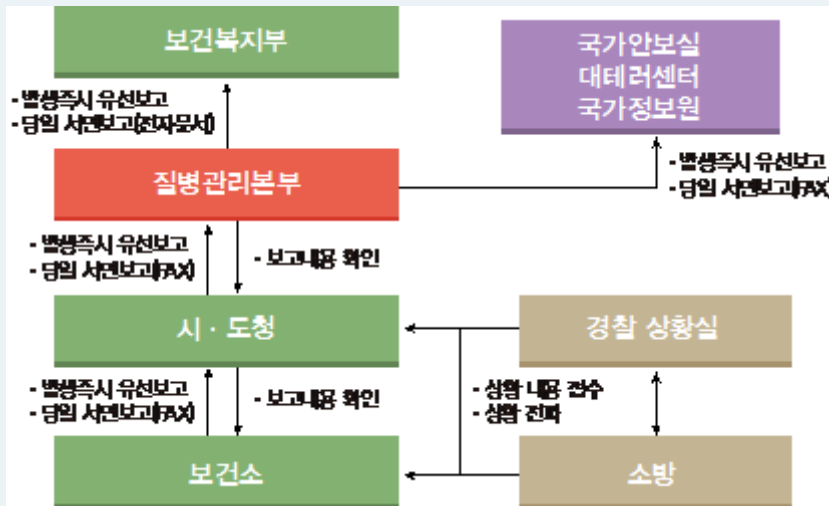 보건복지부
국가안보실
대테러센터
국가정보원
- 발생즉시 유선보고
- 당일 서면보고(전자문서)
질병관리본부
- 발생즉시 유선보고
- 당일 서면보고(FAX)
- 발생즉시 유선보고
- 당일 서면보고(FAX)
- 보고내용 확인
시 · 도청
경찰 상황실
- 발생즉시 유선보고
- 당일 서면보고(FAX)
- 보고내용 확인
- 상황 내용 접수
- 상황 전파
보건소
소방